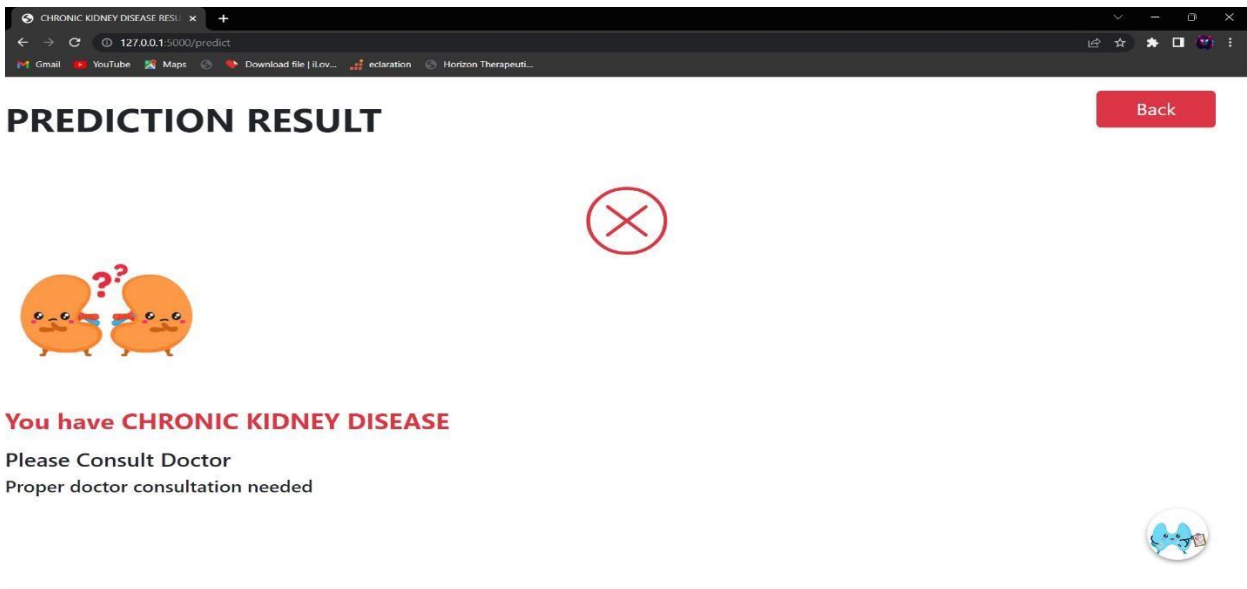 CHRONIC KIDNEY DISEASE RESU
127.0.0.1:5000/predict
Gmail YouTube Maps Download file | iLov... eclaration Horizon Therapeuti...
PREDICTION RESULT
Back
??
You have CHRONIC KIDNEY DISEASE
Please Consult Doctor
Proper doctor consultation needed